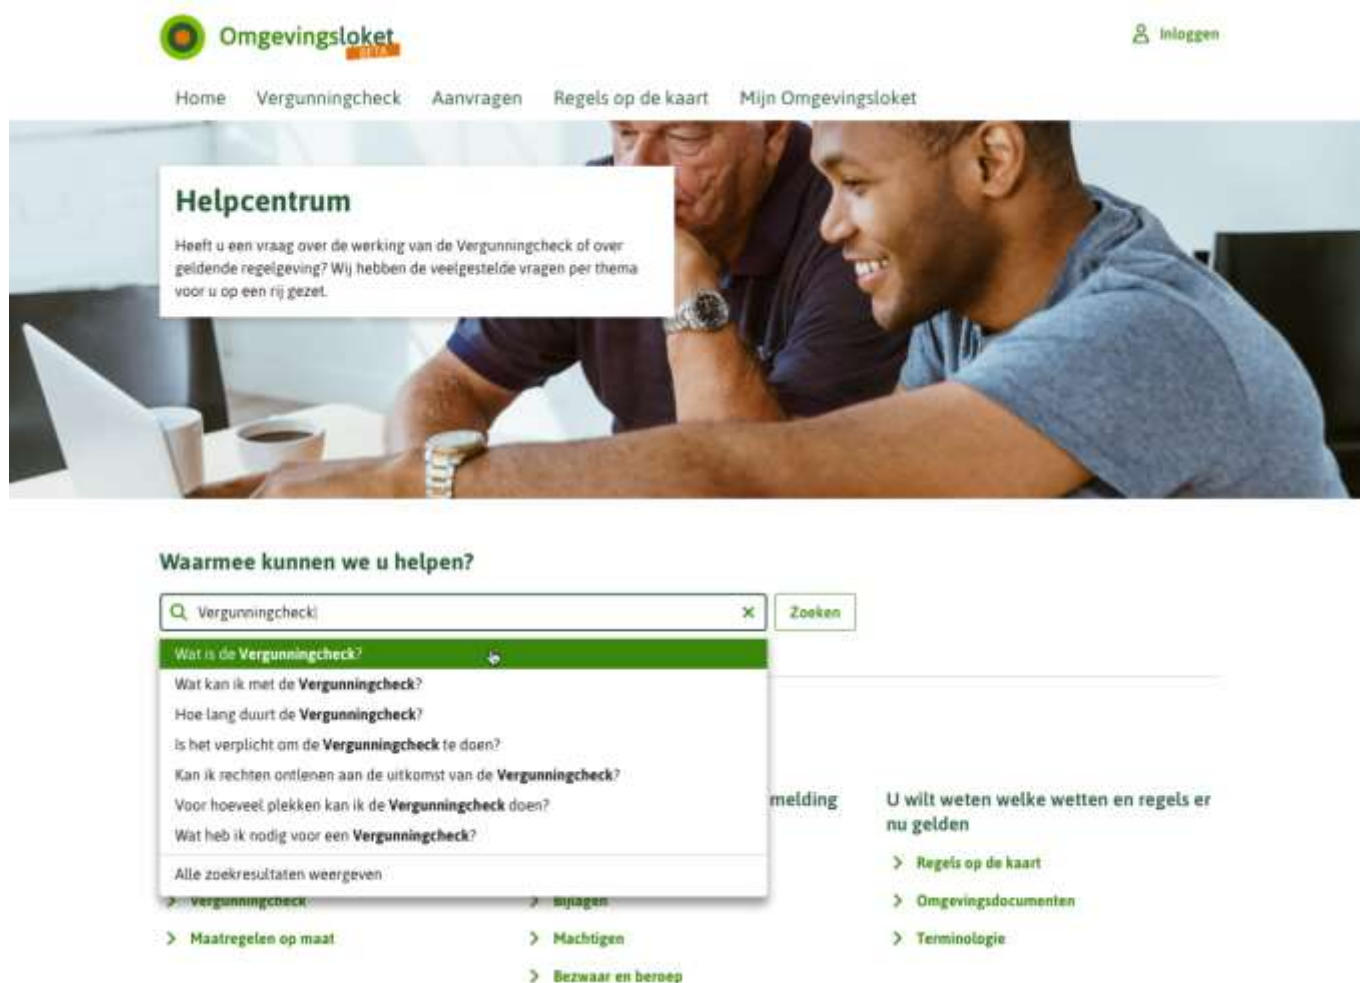 Omgevingsloket
BETA
Inloggen
Home Vergunningcheck Aanvragen Regels op de kaart Mijn Omgevingsloket
Helpcentrum
Heeft u een vraag over de werking van de Vergunningcheck of over
geldende regelgeving? Wij hebben de veelgestelde vragen per thema
voor u op een rij gezet.
Waarmee kunnen we u helpen?
Vergunningcheck
Zoeken
Wat is de Vergunningcheck?
Wat kan ik met de Vergunningcheck?
Hoe lang duurt de Vergunningcheck?
Is het verplicht om de Vergunningcheck te doen?
Kan ik rechten ontlenen aan de uitkomst van de Vergunningcheck?
Voor hoeveel plekken kan ik de Vergunningcheck doen?
Wat heb ik nodig voor een Vergunningcheck?
Alle zoekresultaten weergeven
Vergunningcheck
Maatregelen op maat
melding
Bijlagen
Machtigen
Bezwaar en beroep
U wilt weten welke wetten en regels er
nu gelden
Regels op de kaart
Omgevingsdocumenten
Terminologie